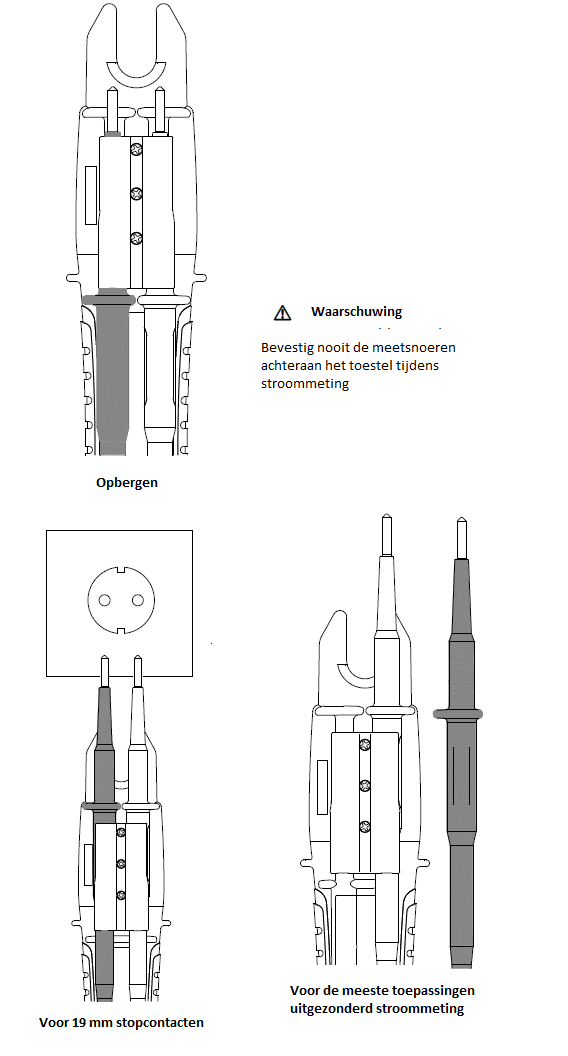 Waarschuwing
Bevestig nooit de meetsnoeren
achteraan het toestel tijdens
stroommeting
Opbergen
Voor 19 mm stopcontacten
Voor de meeste toepassingen
uitgezonderd stroommeting